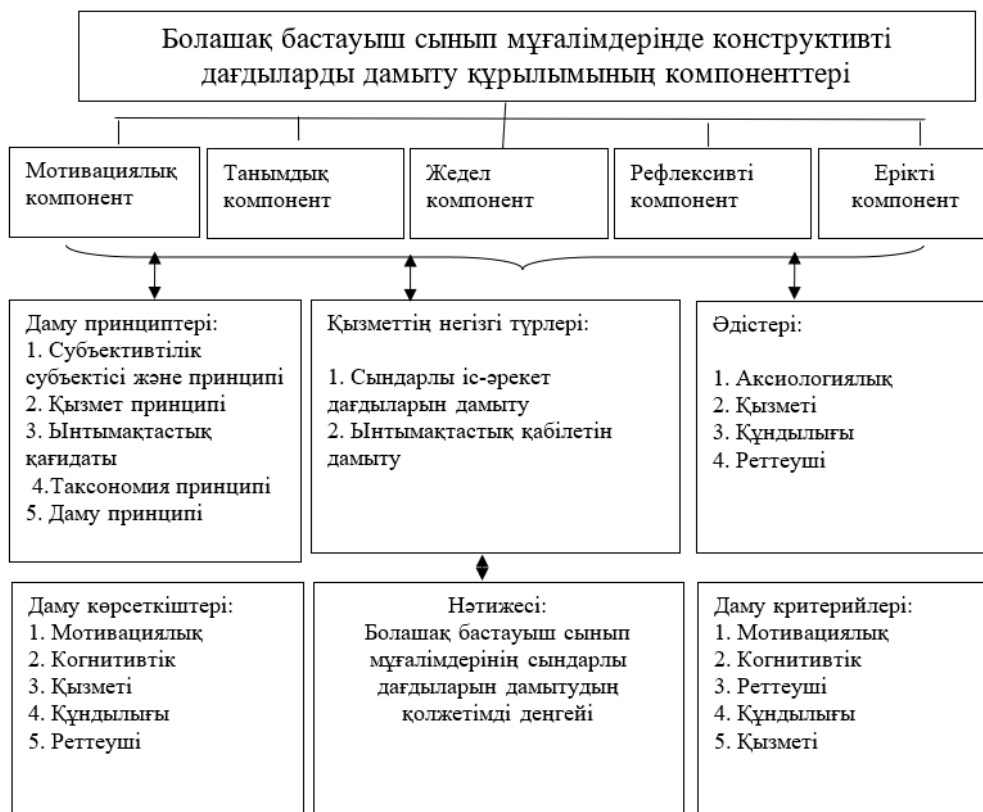 Болашақ бастауыш сынып мұғалімдерінде конструктивті
дағдыларды дамыту құрылымының компоненттері
Мотивациялық
компонент
Танымдық
компонент
Жедел
компонент
Рефлексивті
компонент
Ерікті
компонент
Даму принциптері:
1. Субъективтілік
субъектісі және принципі
2. Қызмет принципі
3. Ынтымақтастық
қағидаты
4.Таксономия принципі
5. Даму принципі
Қызметтің негізгі түрлері:
1. Сындарлы іс-әрекет
дағдыларын дамыту
2. Ынтымақтастық қабілетін
дамыту
Әдістері:
1. Аксиологиялық
2. Қызметі
3. Құндылығы
4. Реттеуші
Даму көрсеткіштері:
1. Мотивациялық
2. Когнитивтік
3. Қызметі
4. Құндылығы
5. Реттеуші
Нәтижесі:
Болашақ бастауыш сынып
мұғалімдерінің сындарлы
дағдыларын дамытудың
қолжетімді деңгейі
Даму критерийлері:
1. Мотивациялық
2. Когнитивтік
3. Реттеуші
4. Құндылығы
5. Қызметі